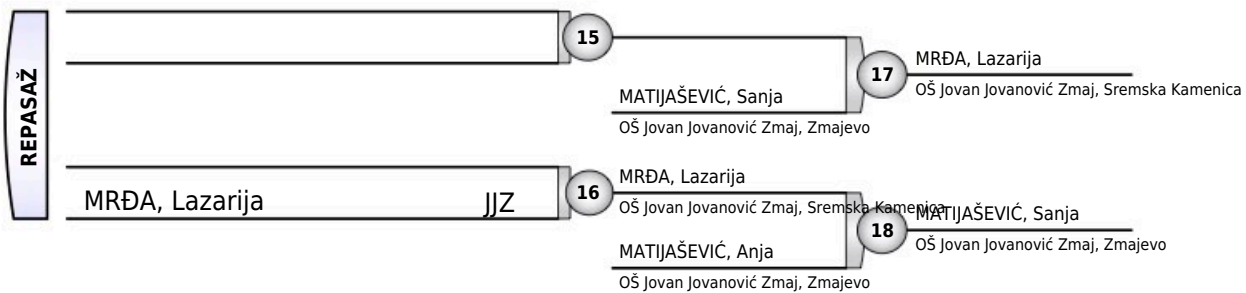 REPASAŽ
15
MATIJAŠEVIĆ, Sanja
OŠ Jovan Jovanović Zmaj, Zmajevo
17
MRĐA, Lazarija
OŠ Jovan Jovanović Zmaj, Sremska Kamenica
MRĐA, Lazarija JJZ
16
MRĐA, Lazarija
OŠ Jovan Jovanović Zmaj, Sremska Kamenica
MATIJAŠEVIĆ, Anja
OŠ Jovan Jovanović Zmaj, Zmajevo
18
MATIJAŠEVIĆ, Sanja
OŠ Jovan Jovanović Zmaj, Zmajevo